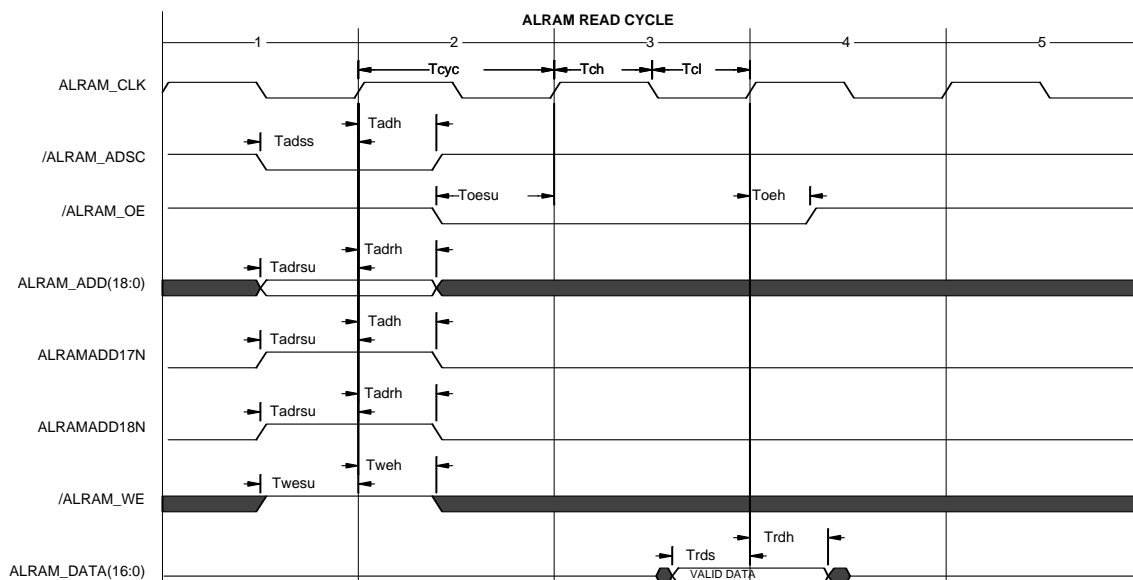 ALRAM READ CYCLE
1 2 3 4 5
Tcyc Tch Tcl
ALRAM_CLK
Tadh
Tadss
/ALRAM_ADSC
Toesu Toeh
/ALRAM_OE
Tadrh
Tadrsu
ALRAM_ADD(18:0)
Tadh
Tadrsu
ALRAMADD17N
Tadrh
Tadrsu
ALRAMADD18N
Tweh
Twesu
/ALRAM_WE
Trdh
Trds
ALRAM_DATA(16:0)
VALID DATA